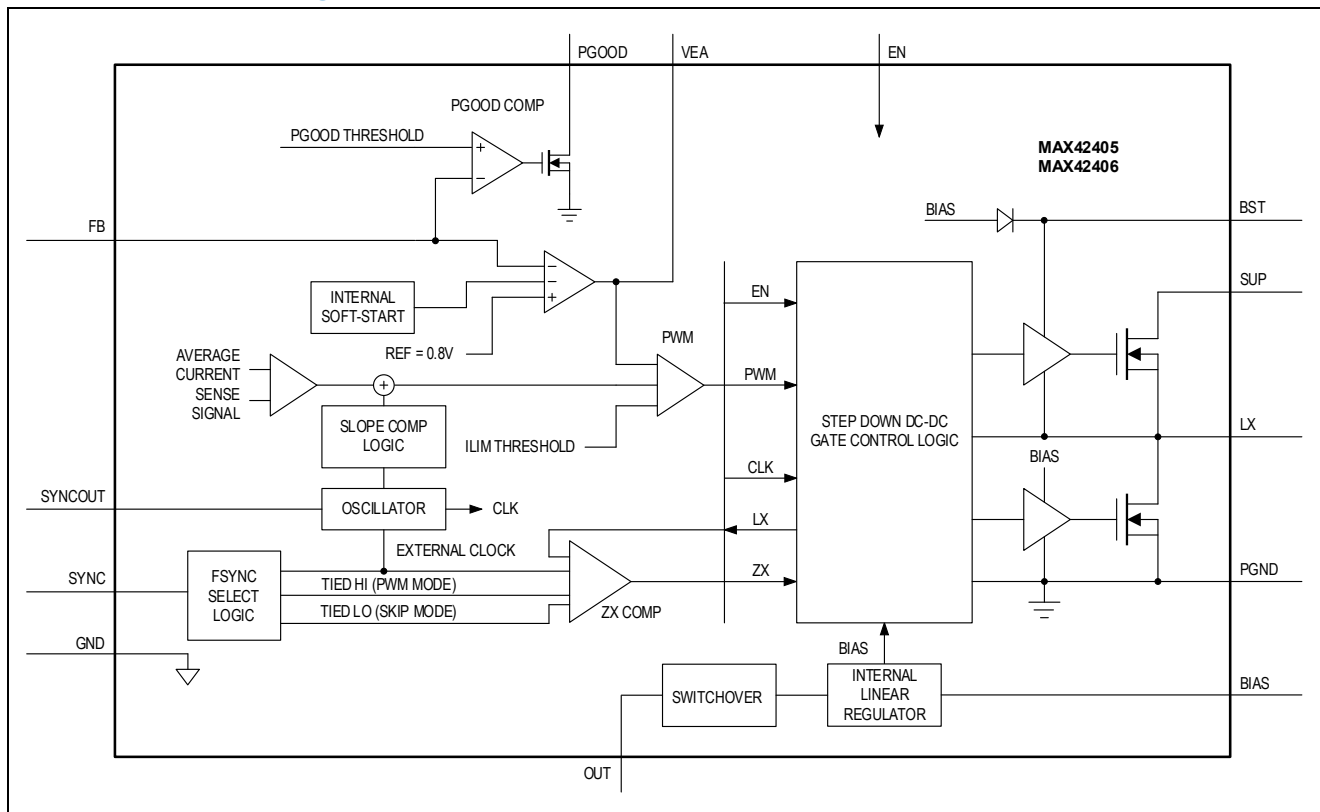 PGOOD
VEA
EN
PGOOD COMP
PGOOD THRESHOLD
+
−
MAX42405
MAX42406
FB
BIAS
BST
−
−
+
INTERNAL
SOFT-START
REF = 0.8V
EN
SUP
AVERAGE
CURRENT
SENSE
SIGNAL
+
PWM
PWM
SLOPE COMP
LOGIC
ILIM THRESHOLD
STEP DOWN DC-DC
GATE CONTROL LOGIC
LX
BIAS
CLK
SYNCOUT
OSCILLATOR
CLK
LX
EXTERNAL CLOCK
SYNC
FSYNC
SELECT
LOGIC
TIED HI (PWM MODE)
TIED LO (SKIP MODE)
ZX COMP
ZX
PGND
GND
BIAS
SWITCHOVER
INTERNAL
LINEAR
REGULATOR
BIAS
OUT